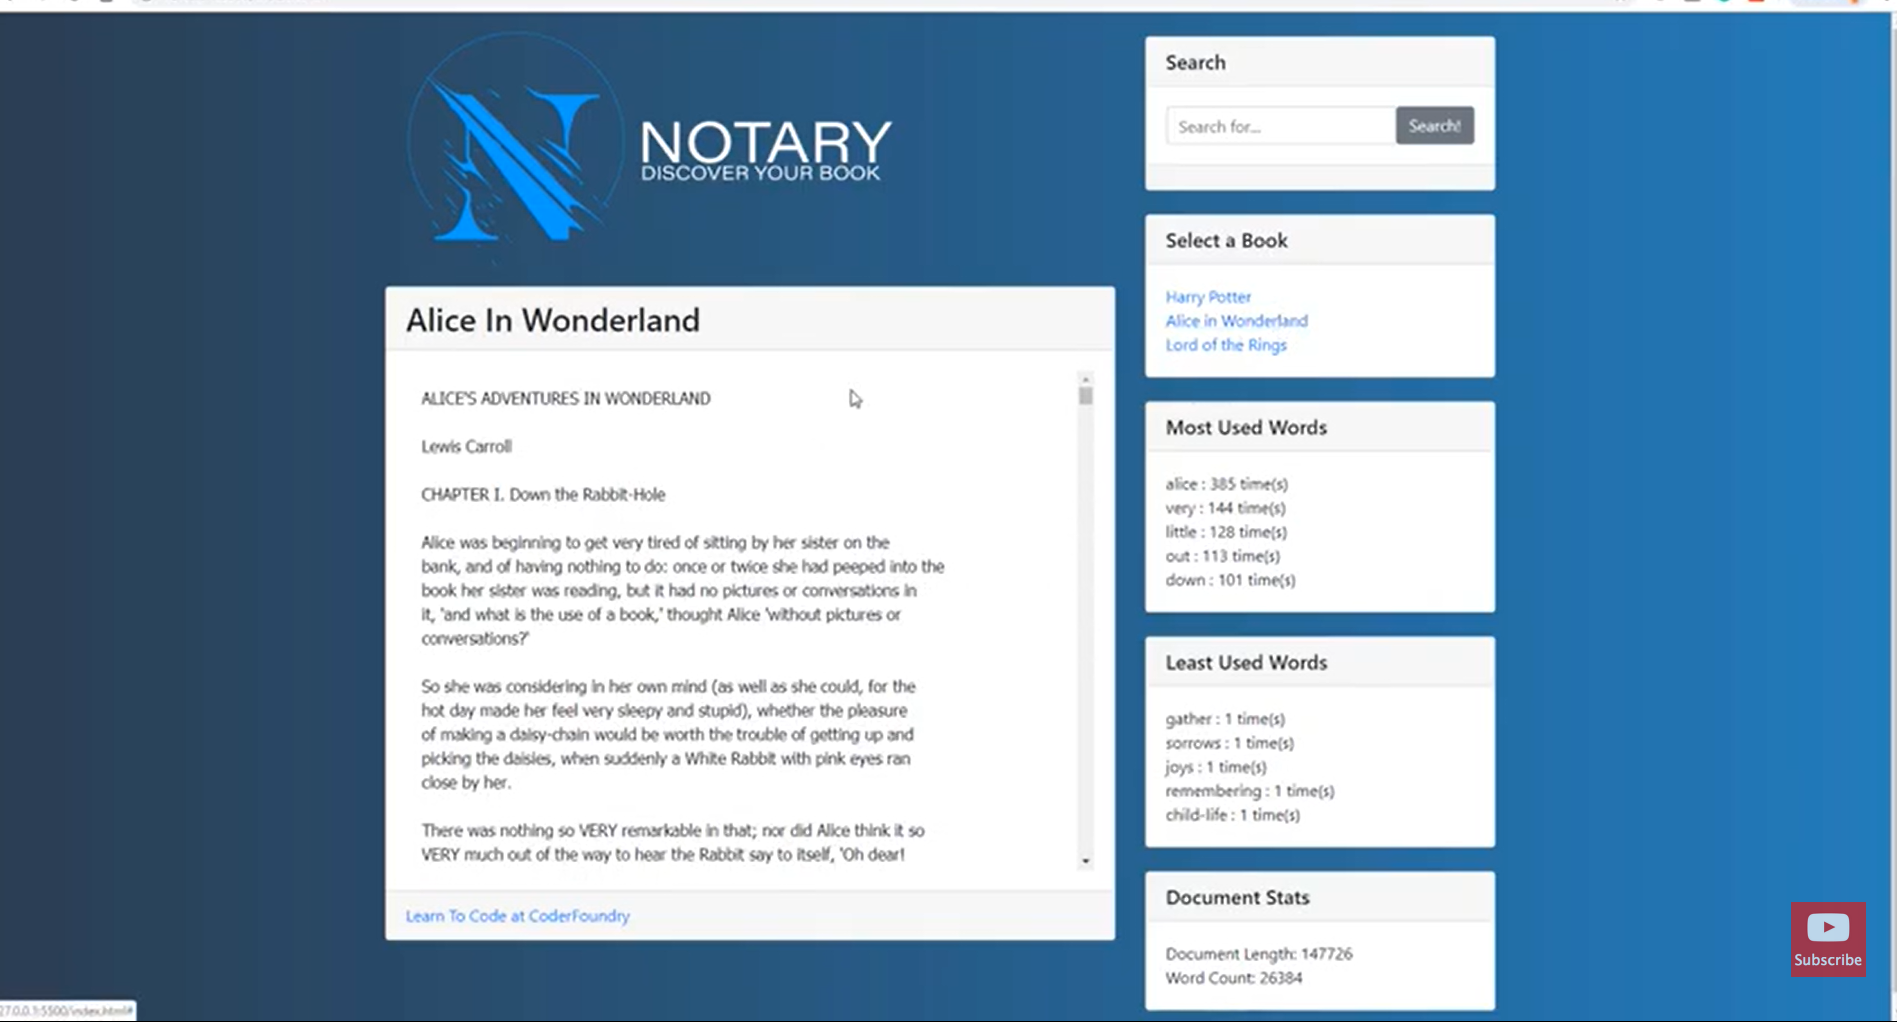 NOTARY
DISCOVER YOUR BOOK
Alice In Wonderland
ALICE'S ADVENTURES IN WONDERLAND
Lewis Carroll
CHAPTER I. Down the Rabbit-Hole
Alice was beginning to get very tired of sitting by her sister on the
bank, and of having nothing to do: once or twice she had peeped into the
book her sister was reading, but it had no pictures or conversations in
it, 'and what is the use of a book,' thought Alice 'without pictures or
conversations?'
So she was considering in her own mind (as well as she could, for the
hot day made her feel very sleepy and stupid), whether the pleasure
of making a daisy-chain would be worth the trouble of getting up and
picking the daisies, when suddenly a White Rabbit with pink eyes ran
close by her.
There was nothing so VERY remarkable in that; nor did Alice think it so
VERY much out of the way to hear the Rabbit say to itself, 'Oh dear!
Learn To Code at CoderFoundry
Search
Search for...
Search!
Select a Book
Harry Potter
Alice in Wonderland
Lord of the Rings
Most Used Words
alice : 385 time(s)
very : 144 time(s)
little : 128 time(s)
out : 113 time(s)
down : 101 time(s)
Least Used Words
gather : 1 time(s)
sorrows : 1 time(s)
joys : 1 time(s)
remembering : 1 time(s)
child-life : 1 time(s)
Document Stats
Document Length: 147726
Word Count: 26384
Subscribe
27.0.0.1:5500/index.html#